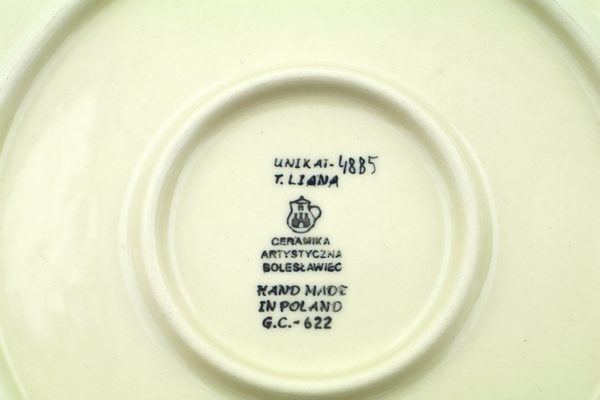 UNIKAT-4885
T. LIANA
B
CERAMIKA
ARTYSTYCZNA
BOLESŁAWIEC
HAND MADE
IN POLAND
G.C.-622